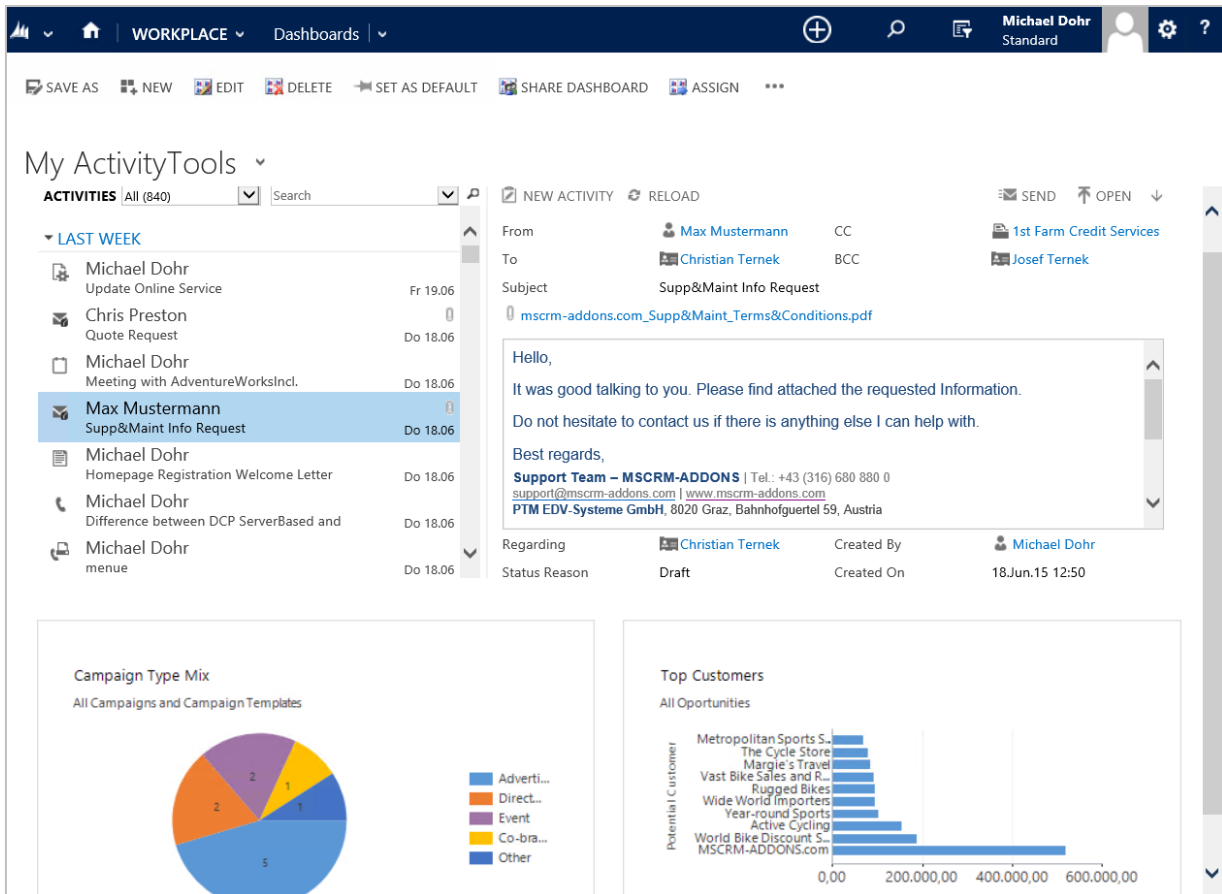 WORKPLACE Dashboards Michael Dohr
Standard
?
SAVE AS NEW EDIT DELETE SET AS DEFAULT SHARE DASHBOARD ASSIGN •••
My ActivityTools
ACTIVITIES All (840) Search
LAST WEEK
Michael Dohr
Update Online Service Fr 19.06
Chris Preston
Quote Request Do 18.06
Michael Dohr
Meeting with AdventureWorksIncl. Do 18.06
Max Mustermann
Supp&Maint Info Request Do 18.06
Michael Dohr
Homepage Registration Welcome Letter Do 18.06
Michael Dohr
Difference between DCP ServerBased and Do 18.06
Michael Dohr
menue Do 18.06
NEW ACTIVITY RELOAD SEND OPEN
From Max Mustermann CC 1st Farm Credit Services
To Christian Ternek BCC Josef Ternek
Subject Supp&Maint Info Request
mscrm-addons.com_Supp&Maint_Terms&Conditions.pdf
Hello,
It was good talking to you. Please find attached the requested Information.
Do not hesitate to contact us if there is anything else I can help with.
Best regards,
Support Team – MSCRM-ADDONS | Tel.: +43 (316) 680 880 0
support@mscrm-addons.com | www.mscrm-addons.com
PTM EDV-Systeme GmbH, 8020 Graz, Bahnhofguertel 59, Austria
Regarding Christian Ternek Created By Michael Dohr
Status Reason Draft Created On 18.Jun.15 12:50
Campaign Type Mix
All Campaigns and Campaign Templates
2
1
2
1
5
Adverti...
Direct...
Event
Co-bra...
Other
Top Customers
All Oportunities
Potential Customer
Metropolitan Sports S...
The Cycle Store
Margie's Travel
Vast Bike Sales and R...
Rugged Bikes
Wide World Importers
Year-round Sports
Active Cycling
World Bike Discount S...
MSCRM-ADDONS.com
0,00 200.000,00 400.000,00 600.000,00